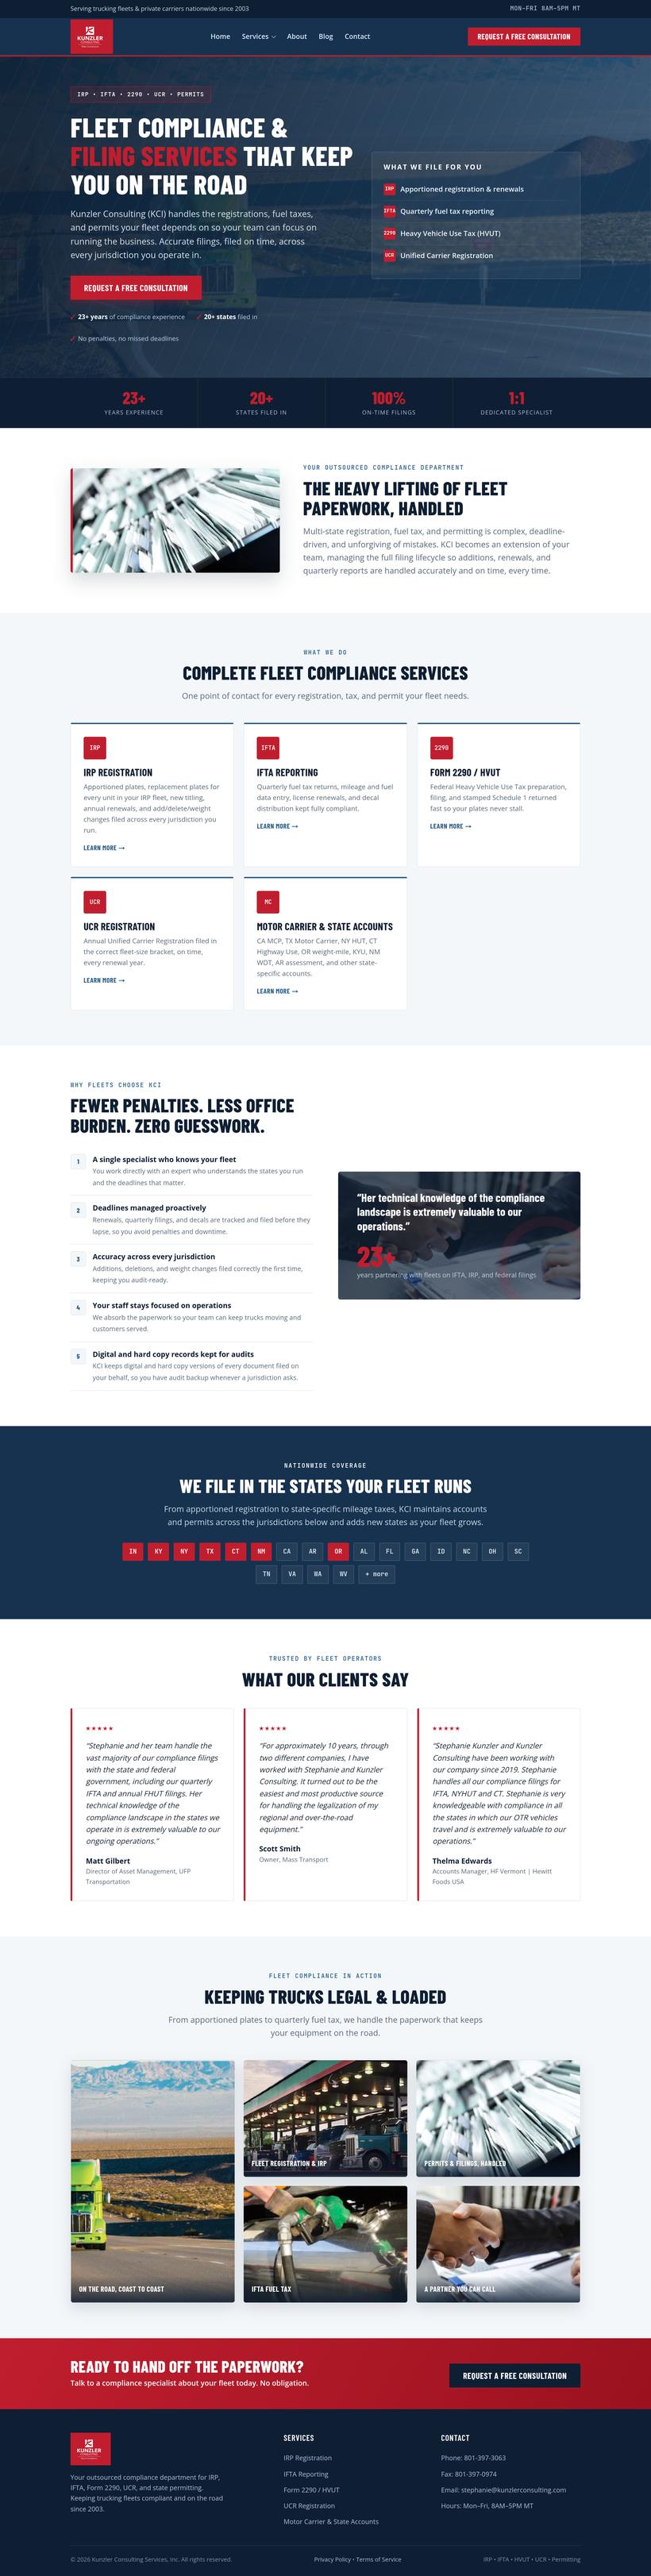 Serving trucking fleets & private carriers nationwide since 2003
MON–FRI 8AM–5PM MT
KUNZLER
CONSULTING
Home
Services
About
Blog
Contact
REQUEST A FREE CONSULTATION
IRP • IFTA • 2290 • UCR • PERMITS
FLEET COMPLIANCE &
FILING SERVICES THAT KEEP
YOU ON THE ROAD
Kunzler Consulting (KCI) handles the registrations, fuel taxes,
and permits your fleet depends on so your team can focus on
running the business. Accurate filings, filed on time, across
every jurisdiction you operate in.
REQUEST A FREE CONSULTATION
✓ 23+ years of compliance experience
✓ 20+ states filed in
✓ No penalties, no missed deadlines
WHAT WE FILE FOR YOU
IRP Apportioned registration & renewals
IFTA Quarterly fuel tax reporting
2290 Heavy Vehicle Use Tax (HVUT)
UCR Unified Carrier Registration
23+
YEARS EXPERIENCE
20+
STATES FILED IN
100%
ON-TIME FILINGS
1:1
DEDICATED SPECIALIST
YOUR OUTSOURCED COMPLIANCE DEPARTMENT
THE HEAVY LIFTING OF FLEET
PAPERWORK, HANDLED
Multi-state registration, fuel tax, and permitting is complex, deadline-
driven, and unforgiving of mistakes. KCI becomes an extension of your
team, managing the full filing lifecycle so additions, renewals, and
quarterly reports are handled accurately and on time, every time.
WHAT WE DO
COMPLETE FLEET COMPLIANCE SERVICES
One point of contact for every registration, tax, and permit your fleet needs.
IRP
IRP REGISTRATION
Apportioned plates, replacement plates for
every unit in your IRP fleet, new titling,
annual renewals, and add/delete/weight
changes filed across every jurisdiction you
run.
LEARN MORE →
IFTA
IFTA REPORTING
Quarterly fuel tax returns, mileage and fuel
data entry, license renewals, and decal
distribution kept fully compliant.
LEARN MORE →
2290
FORM 2290 / HVUT
Federal Heavy Vehicle Use Tax preparation,
filing, and stamped Schedule 1 returned
fast so your plates never stall.
LEARN MORE →
UCR
UCR REGISTRATION
Annual Unified Carrier Registration filed in
the correct fleet-size bracket, on time,
every renewal year.
LEARN MORE →
MC
MOTOR CARRIER & STATE ACCOUNTS
CA MCP, TX Motor Carrier, NY HUT, CT
Highway Use, OR weight-mile, KYU, NM
WDT, AR assessment, and other state-
specific accounts.
LEARN MORE →
WHY FLEETS CHOOSE KCI
FEWER PENALTIES. LESS OFFICE
BURDEN. ZERO GUESSWORK.
1
A single specialist who knows your fleet
You work directly with an expert who understands the states you run
and the deadlines that matter.
2
Deadlines managed proactively
Renewals, quarterly filings, and decals are tracked and filed before they
lapse, so you avoid penalties and downtime.
3
Accuracy across every jurisdiction
Additions, deletions, and weight changes filed correctly the first time,
keeping you audit-ready.
4
Your staff stays focused on operations
We absorb the paperwork so your team can keep trucks moving and
customers served.
5
Digital and hard copy records kept for audits
KCI keeps digital and hard copy versions of every document filed on
your behalf, so you have audit backup whenever a jurisdiction asks.
“Her technical knowledge of the compliance
landscape is extremely valuable to our
operations.”
23+
years partnering with fleets on IFTA, IRP, and federal filings
NATIONWIDE COVERAGE
WE FILE IN THE STATES YOUR FLEET RUNS
From apportioned registration to state-specific mileage taxes, KCI maintains accounts
and permits across the jurisdictions below and adds new states as your fleet grows.
IN KY NY TX CT NM CA AR OR AL FL GA ID NC OH SC
TN VA WA WV + more
TRUSTED BY FLEET OPERATORS
WHAT OUR CLIENTS SAY
★★★★★
“Stephanie and her team handle the
vast majority of our compliance filings
with the state and federal
government, including our quarterly
IFTA and annual FHUT filings. Her
technical knowledge of the
compliance landscape in the states we
operate in is extremely valuable to our
ongoing operations.”
Matt Gilbert
Director of Asset Management, UFP
Transportation
★★★★★
“For approximately 10 years, through
two different companies, I have
worked with Stephanie and Kunzler
Consulting. It turned out to be the
easiest and most productive source
for handling the legalization of my
regional and over-the-road
equipment.”
Scott Smith
Owner, Mass Transport
★★★★★
“Stephanie Kunzler and Kunzler
Consulting have been working with
our company since 2019. Stephanie
handles all our compliance filings for
IFTA, NYHUT and CT. Stephanie is very
knowledgeable with compliance in all
the states in which our OTR vehicles
travel and is extremely valuable to our
operations.”
Thelma Edwards
Accounts Manager, HF Vermont | Hewitt
Foods USA
FLEET COMPLIANCE IN ACTION
KEEPING TRUCKS LEGAL & LOADED
From apportioned plates to quarterly fuel tax, we handle the paperwork that keeps
your equipment on the road.
ON THE ROAD, COAST TO COAST
FLEET REGISTRATION & IRP
PERMITS & FILINGS, HANDLED
IFTA FUEL TAX
A PARTNER YOU CAN CALL
READY TO HAND OFF THE PAPERWORK?
Talk to a compliance specialist about your fleet today. No obligation.
REQUEST A FREE CONSULTATION
KUNZLER
CONSULTING
Your outsourced compliance department for IRP,
IFTA, Form 2290, UCR, and state permitting.
Keeping trucking fleets compliant and on the road
since 2003.
SERVICES
IRP Registration
IFTA Reporting
Form 2290 / HVUT
UCR Registration
Motor Carrier & State Accounts
CONTACT
Phone: 801-397-3063
Fax: 801-397-0974
Email: stephanie@kunzlerconsulting.com
Hours: Mon–Fri, 8AM–5PM MT
© 2026 Kunzler Consulting Services, Inc. All rights reserved.
Privacy Policy • Terms of Service
IRP • IFTA • HVUT • UCR • Permitting